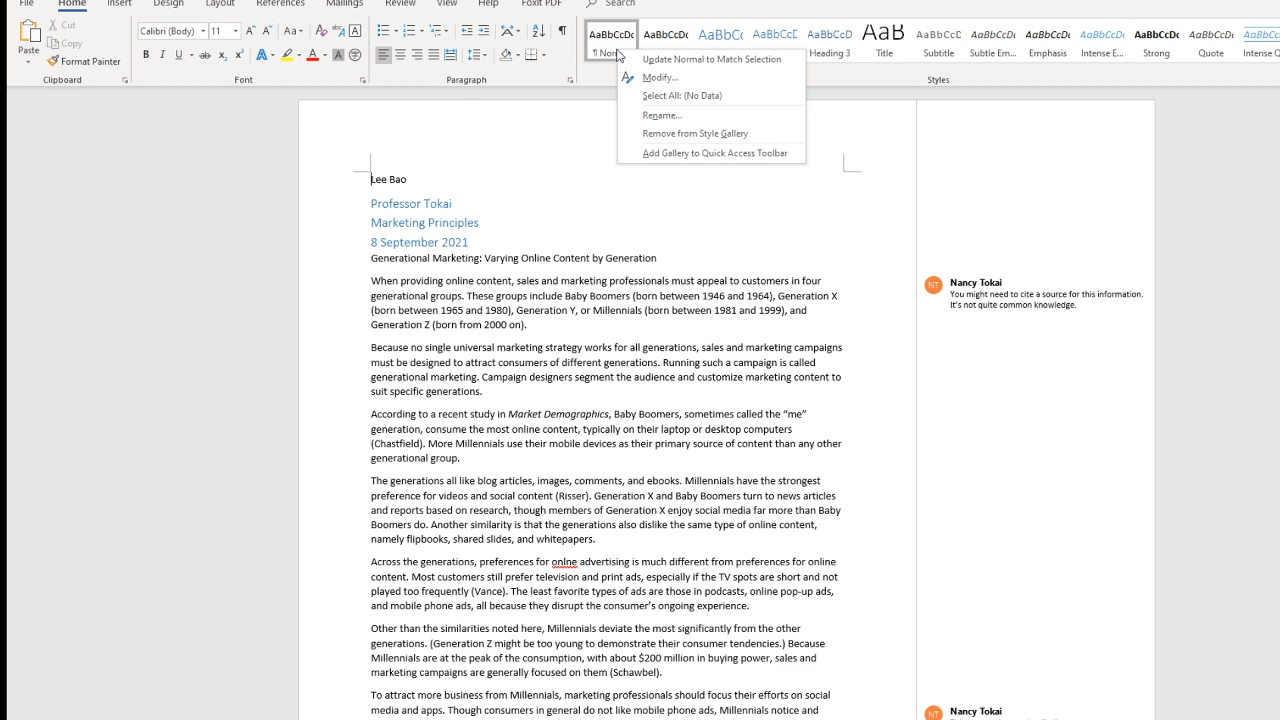 File Home Insert Design Layout References Mailings Review View Help Foxit PDF Search
Paste
Cut
Copy
Format Painter
Clipboard
Calibri (Body) 11
Font
Paragraph
AaBbCcDc AaBbCcDc AaBbCc AaBbCcE AaBbCcD AaB AaBbCcD AaBbCcDc AaBbCcDc AaBbCcDc AaBbCcDc AaBbCcDc
Heading 3 Title Subtitle Subtle Em... Emphasis Intense E... Strong Quote Intense Q
Styles
Update Normal to Match Selection
Modify...
Select All: (No Data)
Rename...
Remove from Style Gallery
Add Gallery to Quick Access Toolbar
Lee Bao
Professor Tokai
Marketing Principles
8 September 2021
Generational Marketing: Varying Online Content by Generation
When providing online content, sales and marketing professionals must appeal to customers in four
generational groups. These groups include Baby Boomers (born between 1946 and 1964), Generation X
(born between 1965 and 1980), Generation Y, or Millennials (born between 1981 and 1999), and
Generation Z (born from 2000 on).
Because no single universal marketing strategy works for all generations, sales and marketing campaigns
must be designed to attract consumers of different generations. Running such a campaign is called
generational marketing. Campaign designers segment the audience and customize marketing content to
suit specific generations.
According to a recent study in Market Demographics, Baby Boomers, sometimes called the “me”
generation, consume the most online content, typically on their laptop or desktop computers
(Chastfield). More Millennials use their mobile devices as their primary source of content than any other
generational group.
The generations all like blog articles, images, comments, and ebooks. Millennials have the strongest
preference for videos and social content (Risser). Generation X and Baby Boomers turn to news articles
and reports based on research, though members of Generation X enjoy social media far more than Baby
Boomers do. Another similarity is that the generations also dislike the same type of online content,
namely flipbooks, shared slides, and whitepapers.
Across the generations, preferences for onlne advertising is much different from preferences for online
content. Most customers still prefer television and print ads, especially if the TV spots are short and not
played too frequently (Vance). The least favorite types of ads are those in podcasts, online pop-up ads,
and mobile phone ads, all because they disrupt the consumer’s ongoing experience.
Other than the similarities noted here, Millennials deviate the most significantly from the other
generations. (Generation Z might be too young to demonstrate their consumer tendencies.) Because
Millennials are at the peak of the consumption, with about $200 million in buying power, sales and
marketing campaigns are generally focused on them (Schawbel).
To attract more business from Millennials, marketing professionals should focus their efforts on social
media and apps. Though consumers in general do not like mobile phone ads, Millennials notice and
NT Nancy Tokai
You might need to cite a source for this information.
It’s not quite common knowledge.
NT Nancy Tokai